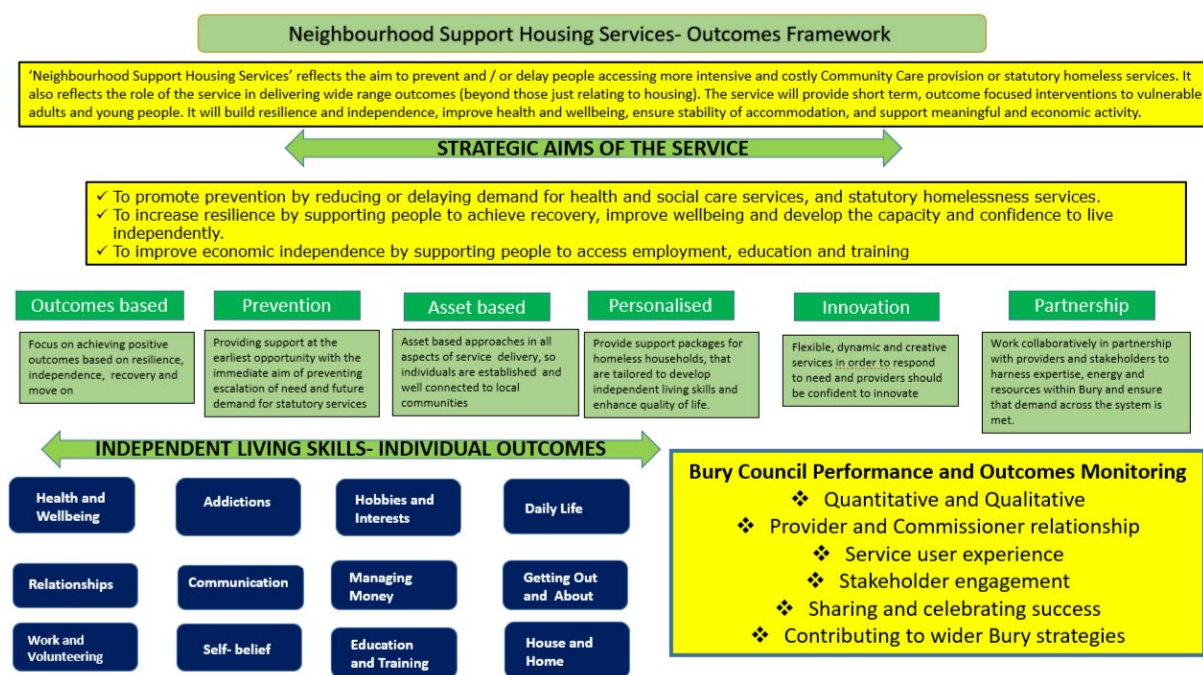 Neighbourhood Support Housing Services- Outcomes Framework
‘Neighbourhood Support Housing Services’ reflects the aim to prevent and / or delay people accessing more intensive and costly Community Care provision or statutory homeless services. It
also reflects the role of the service in delivering wide range outcomes (beyond those just relating to housing). The service will provide short term, outcome focused interventions to vulnerable
adults and young people. It will build resilience and independence, improve health and wellbeing, ensure stability of accommodation, and support meaningful and economic activity.
STRATEGIC AIMS OF THE SERVICE
✓ To promote prevention by reducing or delaying demand for health and social care services, and statutory homelessness services.
✓ To increase resilience by supporting people to achieve recovery, improve wellbeing and develop the capacity and confidence to live
independently.
✓ To improve economic independence by supporting people to access employment, education and training
Outcomes based
Focus on achieving positive
outcomes based on resilience,
independence, recovery and
move on
Prevention
Providing support at the
earliest opportunity with the
immediate aim of preventing
escalation of need and future
demand for statutory services
Asset based
Asset based approaches in all
aspects of service delivery, so
individuals are established and
well connected to local
communities
Personalised
Provide support packages for
homeless households, that
are tailored to develop
independent living skills and
enhance quality of life.
Innovation
Flexible, dynamic and creative
services in order to respond
to need and providers should
be confident to innovate
Partnership
Work collaboratively in partnership
with providers and stakeholders to
harness expertise, energy and
resources within Bury and ensure
that demand across the system is
met.
INDEPENDENT LIVING SKILLS- INDIVIDUAL OUTCOMES
Health and
Wellbeing
Addictions
Hobbies and
Interests
Daily Life
Relationships
Communication
Managing
Money
Getting Out
and About
Work and
Volunteering
Self- belief
Education
and Training
House and
Home
Bury Council Performance and Outcomes Monitoring
❖ Quantitative and Qualitative
❖ Provider and Commissioner relationship
❖ Service user experience
❖ Stakeholder engagement
❖ Sharing and celebrating success
❖ Contributing to wider Bury strategies